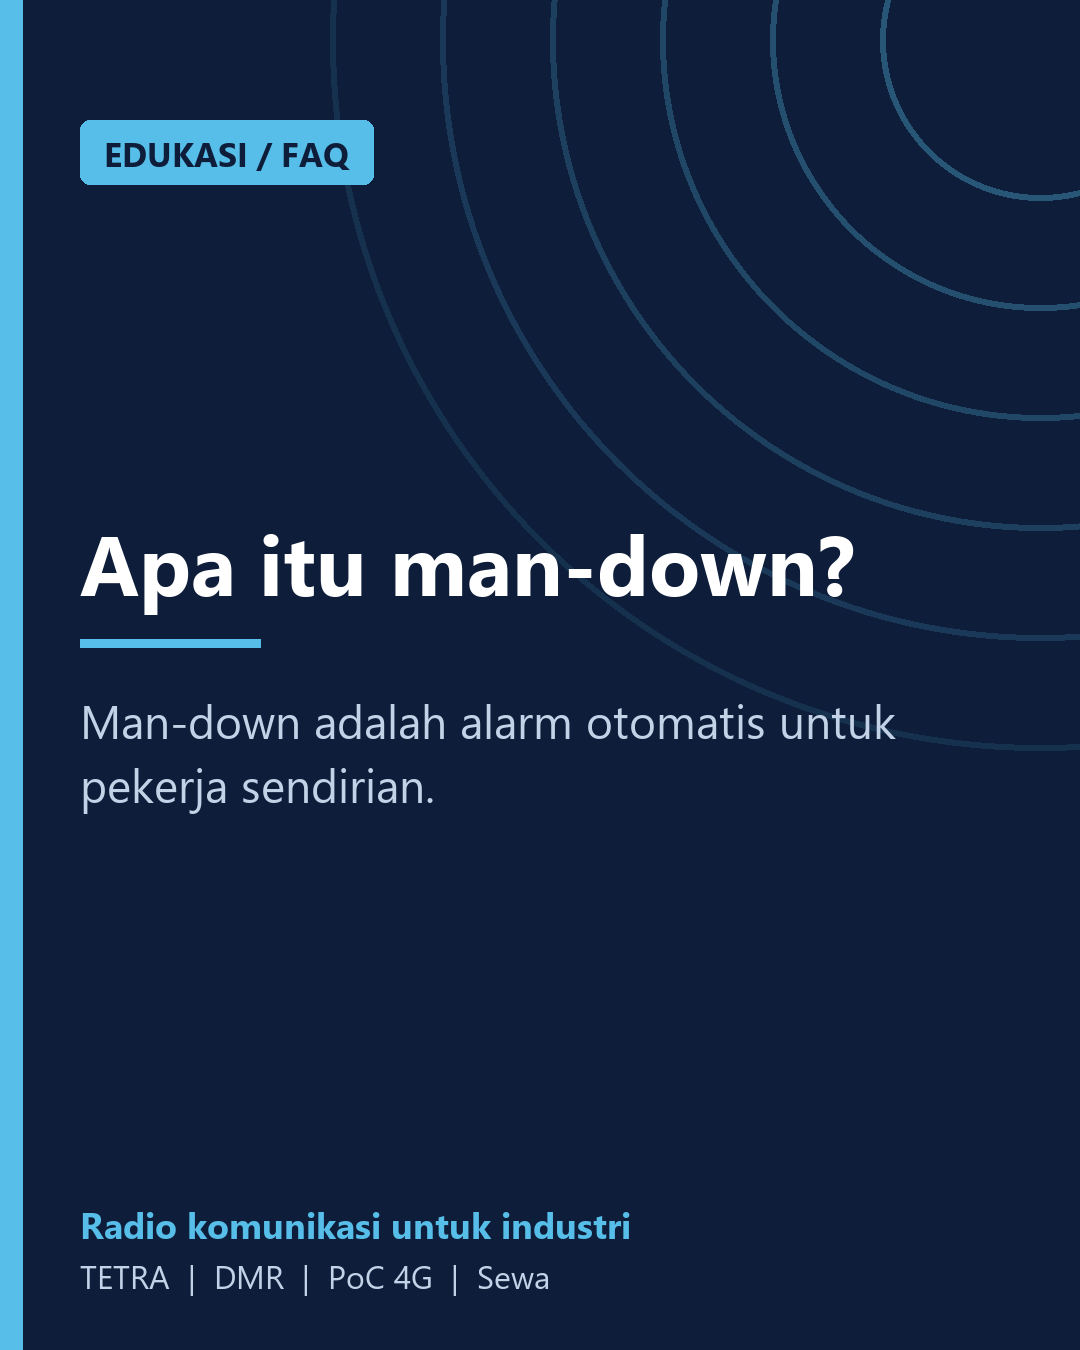 EDUKASI / FAQ
Apa itu man-down?
Man-down adalah alarm otomatis untuk
pekerja sendirian.
Radio komunikasi untuk industri
TETRA | DMR | PoC 4G | Sewa